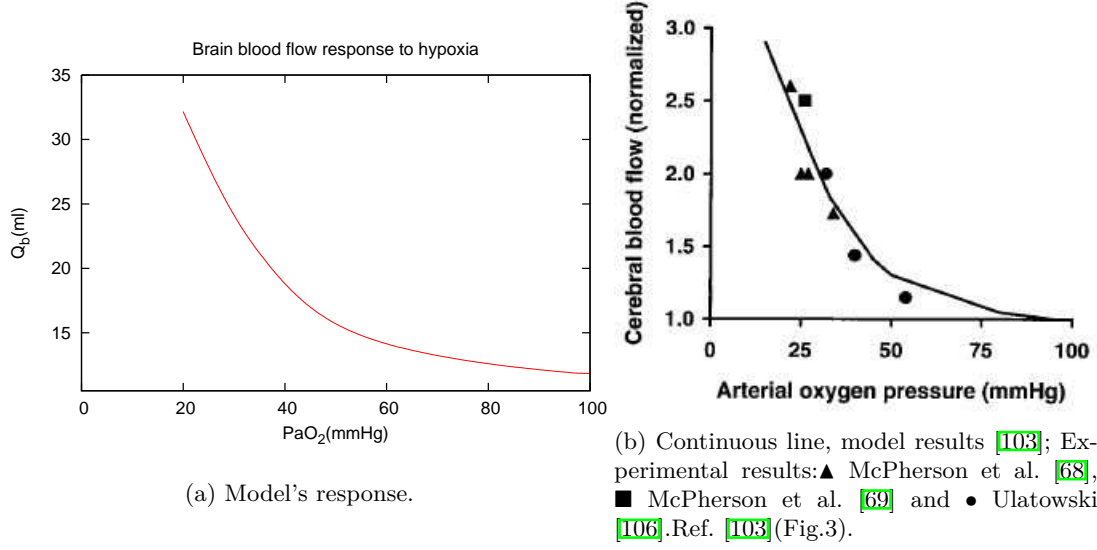 Brain blood flow response to hypoxia
35
30
25
20
15
Q_b(ml)
0 20 40 60 80 100
PaO_2(mmHg)
(a) Model's response.
3.0
2.5
2.0
1.5
1.0
Cerebral blood flow (normalized)
0 25 50 75 100
Arterial oxygen pressure (mmHg)
(b) Continuous line, model results [103]; Ex-
perimental results:▲ McPherson et al. [68],
■ McPherson et al. [69] and ● Ulatowski
[106].Ref. [103](Fig.3).